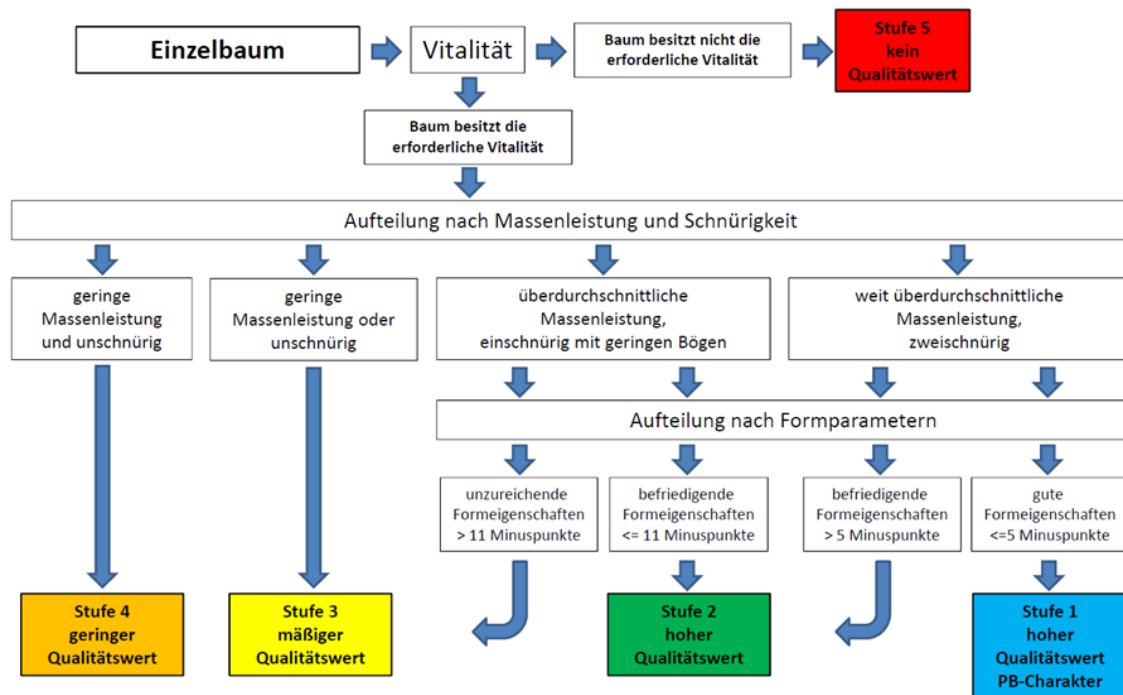 Einzelbaum
Vitalität
Baum besitzt nicht die
erforderliche Vitalität
Stufe 5
kein
Qualitätswert
Baum besitzt die
erforderliche Vitalität
Aufteilung nach Massenleistung und Schnürigkeit
geringe
Massenleistung
und unschnürig
geringe
Massenleistung oder
unschnürig
überdurchschnittliche
Massenleistung,
einschnürig mit geringen Bögen
weit überdurchschnittliche
Massenleistung,
zweischnürig
Aufteilung nach Formparametern
unzureichende
Formeigenschaften
> 11 Minuspunkte
befriedigende
Formeigenschaften
<= 11 Minuspunkte
befriedigende
Formeigenschaften
> 5 Minuspunkte
gute
Formeigenschaften
<=5 Minuspunkte
Stufe 4
geringer
Qualitätswert
Stufe 3
mäßiger
Qualitätswert
Stufe 2
hoher
Qualitätswert
Stufe 1
hoher
Qualitätswert
PB-Charakter